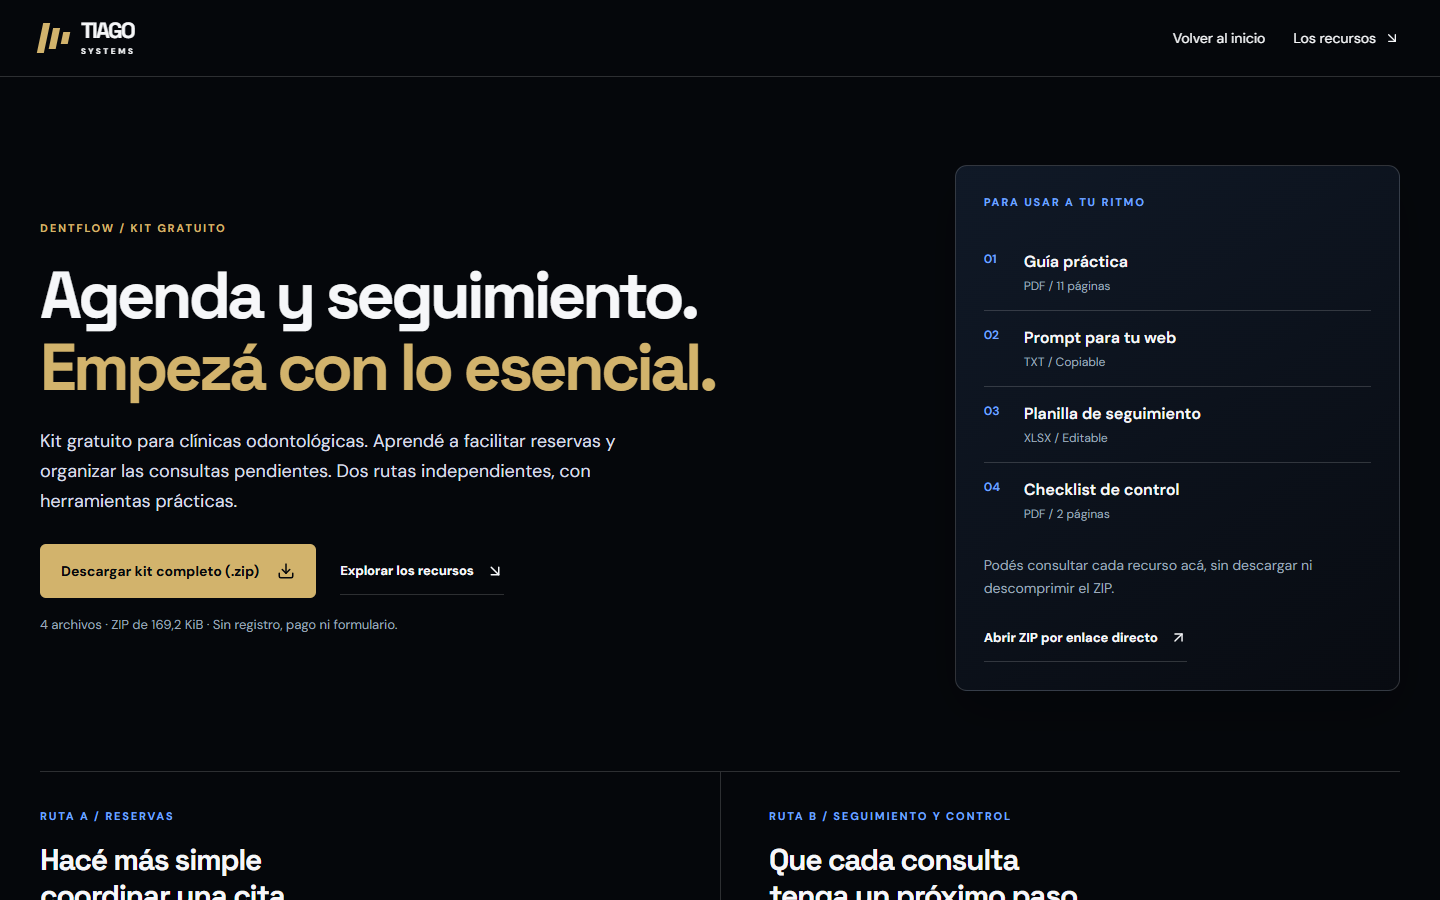 TIAGO
SYSTEMS
Volver al inicio
Los recursos
DENTFLOW / KIT GRATUITO
Agenda y seguimiento.
Empezá con lo esencial.
Kit gratuito para clínicas odontológicas. Aprendé a facilitar reservas y
organizar las consultas pendientes. Dos rutas independientes, con
herramientas prácticas.
Descargar kit completo (.zip)
Explorar los recursos
4 archivos · ZIP de 169,2 KiB · Sin registro, pago ni formulario.
PARA USAR A TU RITMO
01
Guía práctica
PDF / 11 páginas
02
Prompt para tu web
TXT / Copiable
03
Planilla de seguimiento
XLSX / Editable
04
Checklist de control
PDF / 2 páginas
Podés consultar cada recurso acá, sin descargar ni
descomprimir el ZIP.
Abrir ZIP por enlace directo
RUTA A / RESERVAS
Hacé más simple
coordinar una cita
RUTA B / SEGUIMIENTO Y CONTROL
Que cada consulta
tenga un próximo paso